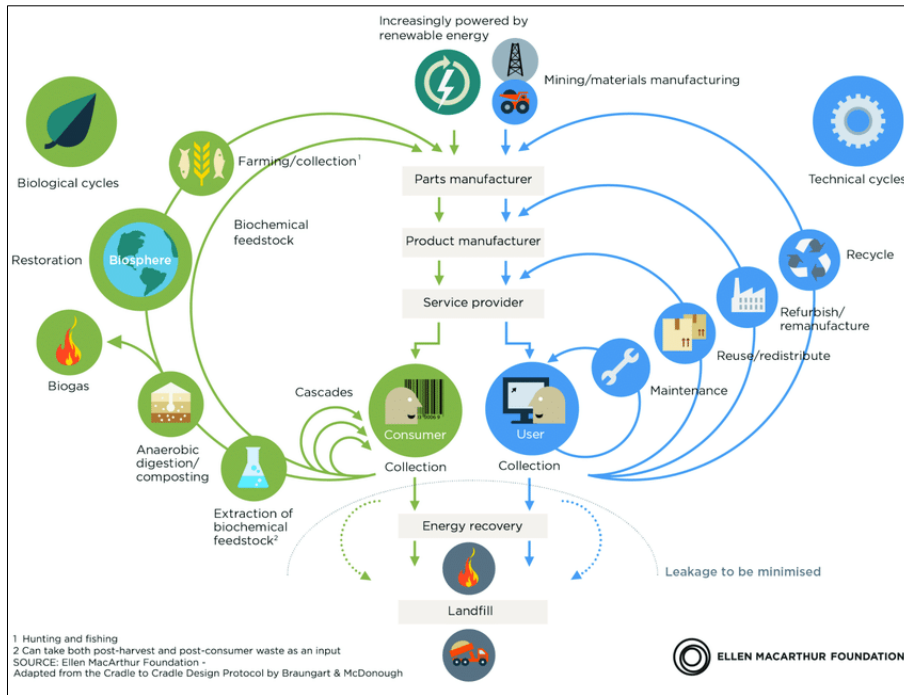 Increasingly powered by
renewable energy
Mining/materials manufacturing
Biological cycles
Farming/collection¹
Technical cycles
Parts manufacturer
Biochemical
feedstock
Product manufacturer
Restoration
Biosphere
Recycle
Service provider
Refurbish/
remanufacture
Reuse/redistribute
Biogas
Maintenance
Cascades
Consumer
User
Anaerobic
digestion/
composting
Collection
Collection
Extraction of
biochemical
feedstock²
Energy recovery
Leakage to be minimised
Landfill
1 Hunting and fishing
2 Can take both post-harvest and post-consumer waste as an input
SOURCE: Ellen MacArthur Foundation -
Adapted from the Cradle to Cradle Design Protocol by Braungart & McDonough
ELLEN MACARTHUR FOUNDATION